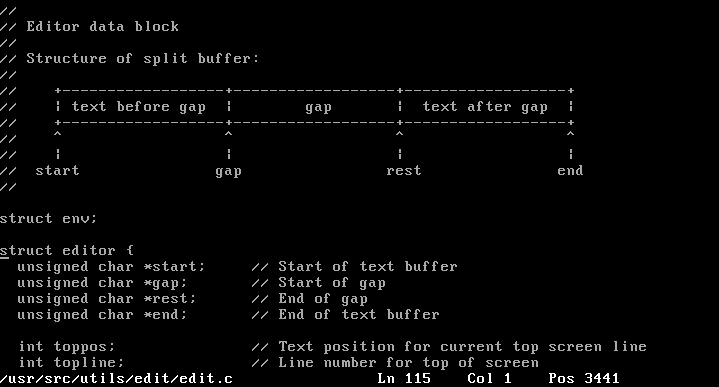 //
// Editor data block
//
// Structure of split buffer:
//
//    +------------------+------------------+------------------+
//    | text before gap  |        gap       |  text after gap  |
//    +------------------+------------------+------------------+
//    ^                  ^                  ^                  ^
//    |                  |                  |                  |
//  start               gap                rest               end
//

struct env;

struct editor {
  unsigned char *start;     // Start of text buffer
  unsigned char *gap;       // Start of gap
  unsigned char *rest;      // End of gap
  unsigned char *end;       // End of text buffer

  int toppos;               // Text position for current top screen line
  int topline;              // Line number for top of screen
/usr/src/utils/edit/edit.c                Ln 115    Col 1    Pos 3441